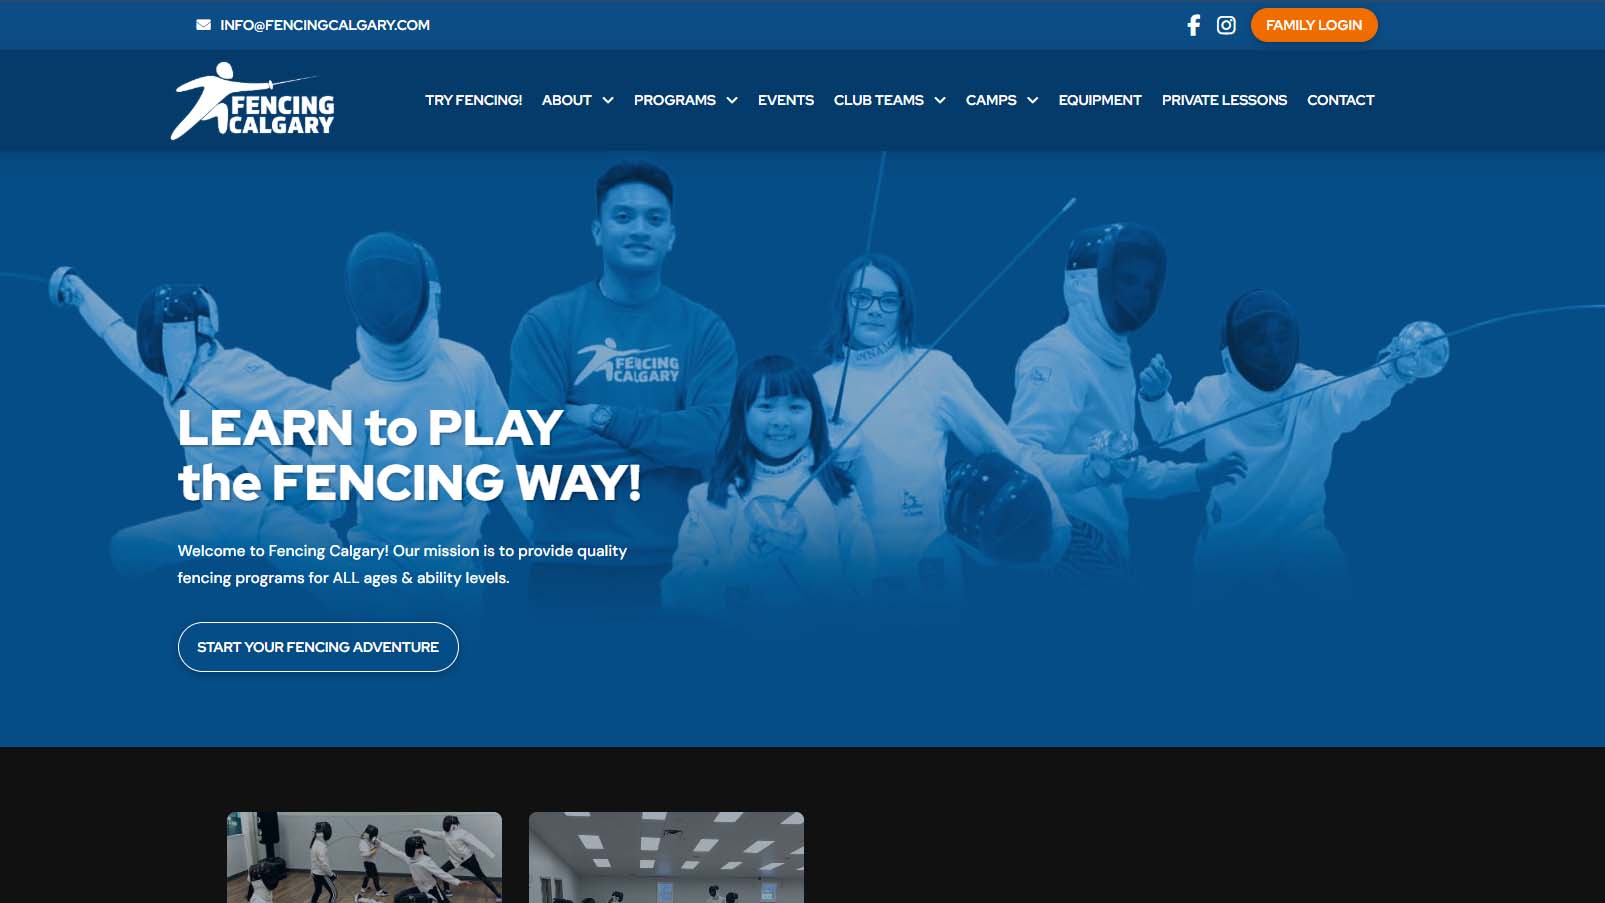 INFO@FENCINGCALGARY.COM
FAMILY LOGIN
FENCING
CALGARY
TRY FENCING!
ABOUT
PROGRAMS
EVENTS
CLUB TEAMS
CAMPS
EQUIPMENT
PRIVATE LESSONS
CONTACT
FENCING
CALGARY
LEARN to PLAY
the FENCING WAY!
Welcome to Fencing Calgary! Our mission is to provide quality
fencing programs for ALL ages & ability levels.
START YOUR FENCING ADVENTURE